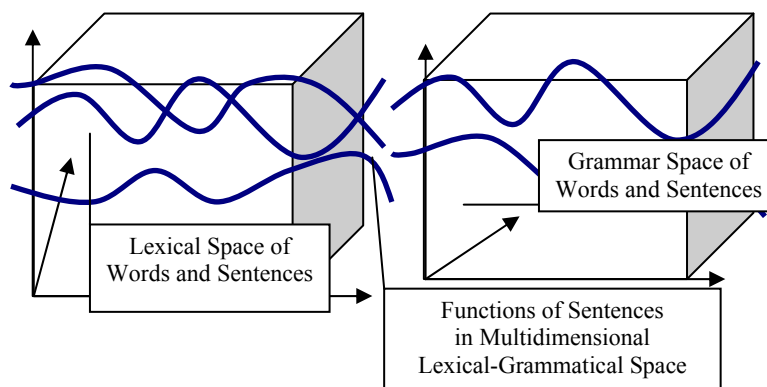 Lexical Space of
Words and Sentences
Grammar Space of
Words and Sentences
Functions of Sentences
in Multidimensional
Lexical-Grammatical Space